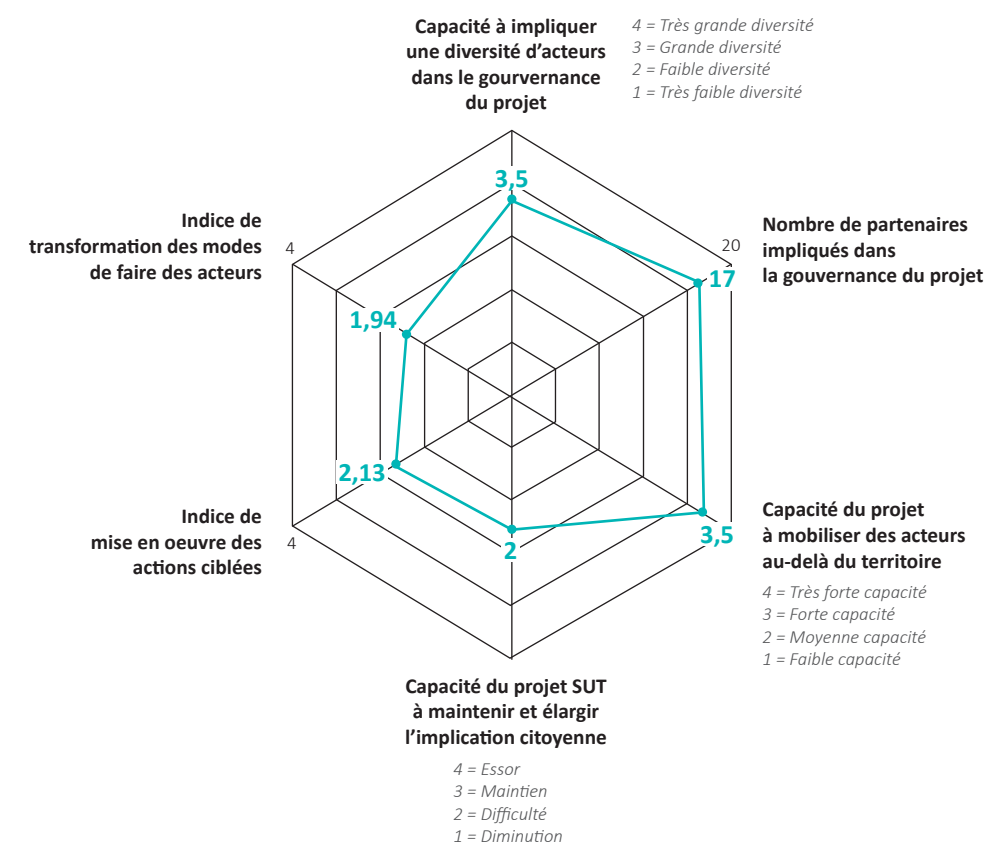 Capacité à impliquer
une diversité d’acteurs
dans le gourvernance
du projet
4 = Très grande diversité
3 = Grande diversité
2 = Faible diversité
1 = Très faible diversité
3,5
Nombre de partenaires
impliqués dans
la gouvernance du projet
20
17
Capacité du projet
à mobiliser des acteurs
au-delà du territoire
4 = Très forte capacité
3 = Forte capacité
2 = Moyenne capacité
1 = Faible capacité
3,5
Capacité du projet SUT
à maintenir et élargir
l’implication citoyenne
4 = Essor
3 = Maintien
2 = Difficulté
1 = Diminution
2
Indice de
mise en oeuvre des
actions ciblées
4
2,13
Indice de
transformation des modes
de faire des acteurs
4
1,94